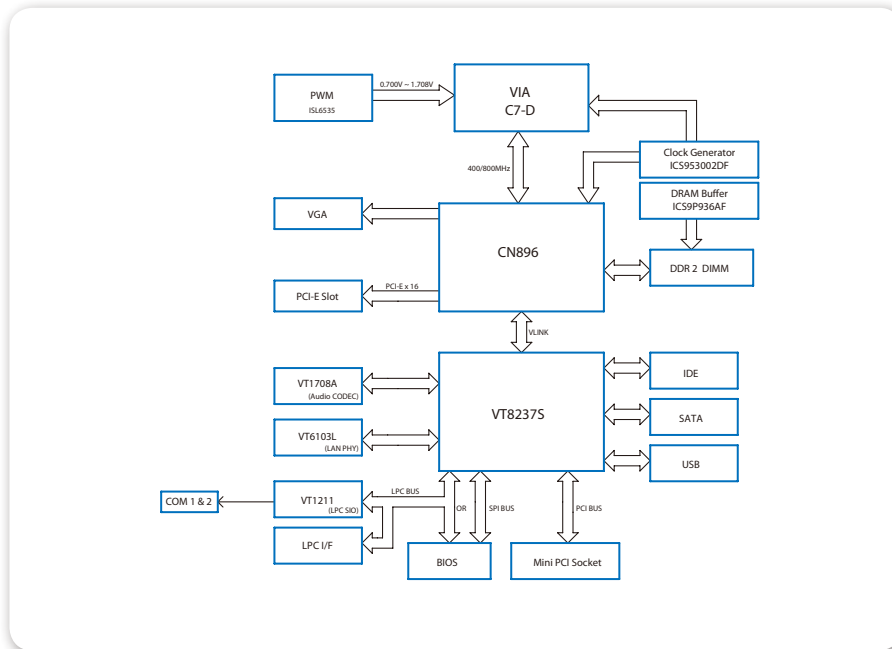 PWM
ISL6535
0.700V ~ 1.708V
VIA
C7-D
Clock Generator
ICS953002DF
400/800MHz
DRAM Buffer
ICS9P936AF
VGA
CN896
DDR 2 DIMM
PCI-E Slot
PCI-E x 16
VLINK
VT1708A
(Audio CODEC)
VT8237S
IDE
SATA
VT6103L
(LAN PHY)
USB
COM 1 & 2
VT1211
(LPC SIO)
LPC BUS
OR
SPI BUS
PCI BUS
LPC I/F
BIOS
Mini PCI Socket